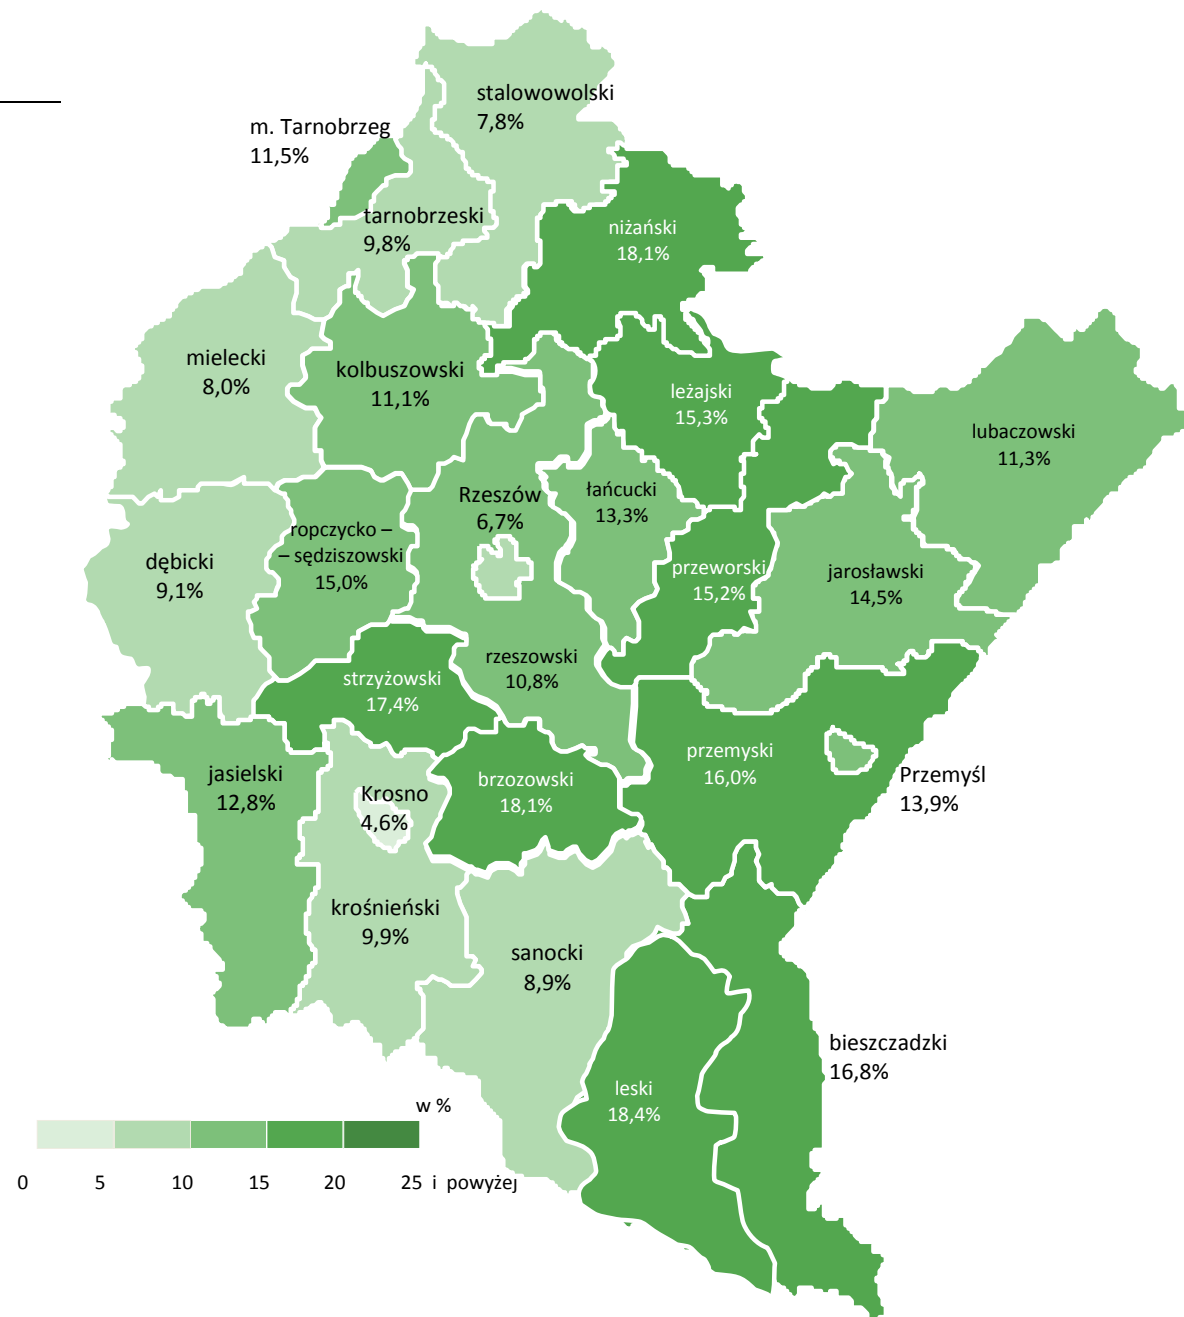 stalowowolski
7,8%
m. Tarnobrzeg
11,5%
tarnobrzeski
9,8%
niżański
18,1%
mielecki
8,0%
kolbuszowski
11,1%
leżajski
15,3%
lubaczowski
11,3%
Rzeszów
6,7%
łańcucki
13,3%
ropczycko –
– sędziszowski
15,0%
dębicki
9,1%
przeworski
15,2%
jarosławski
14,5%
rzeszowski
10,8%
strzyżowski
17,4%
jasielski
12,8%
Krosno
4,6%
brzozowski
18,1%
przemyski
16,0%
Przemyśl
13,9%
krośnieński
9,9%
sanocki
8,9%
bieszczadzki
16,8%
leski
18,4%
w %
0 5 10 15 20 25 i powyżej